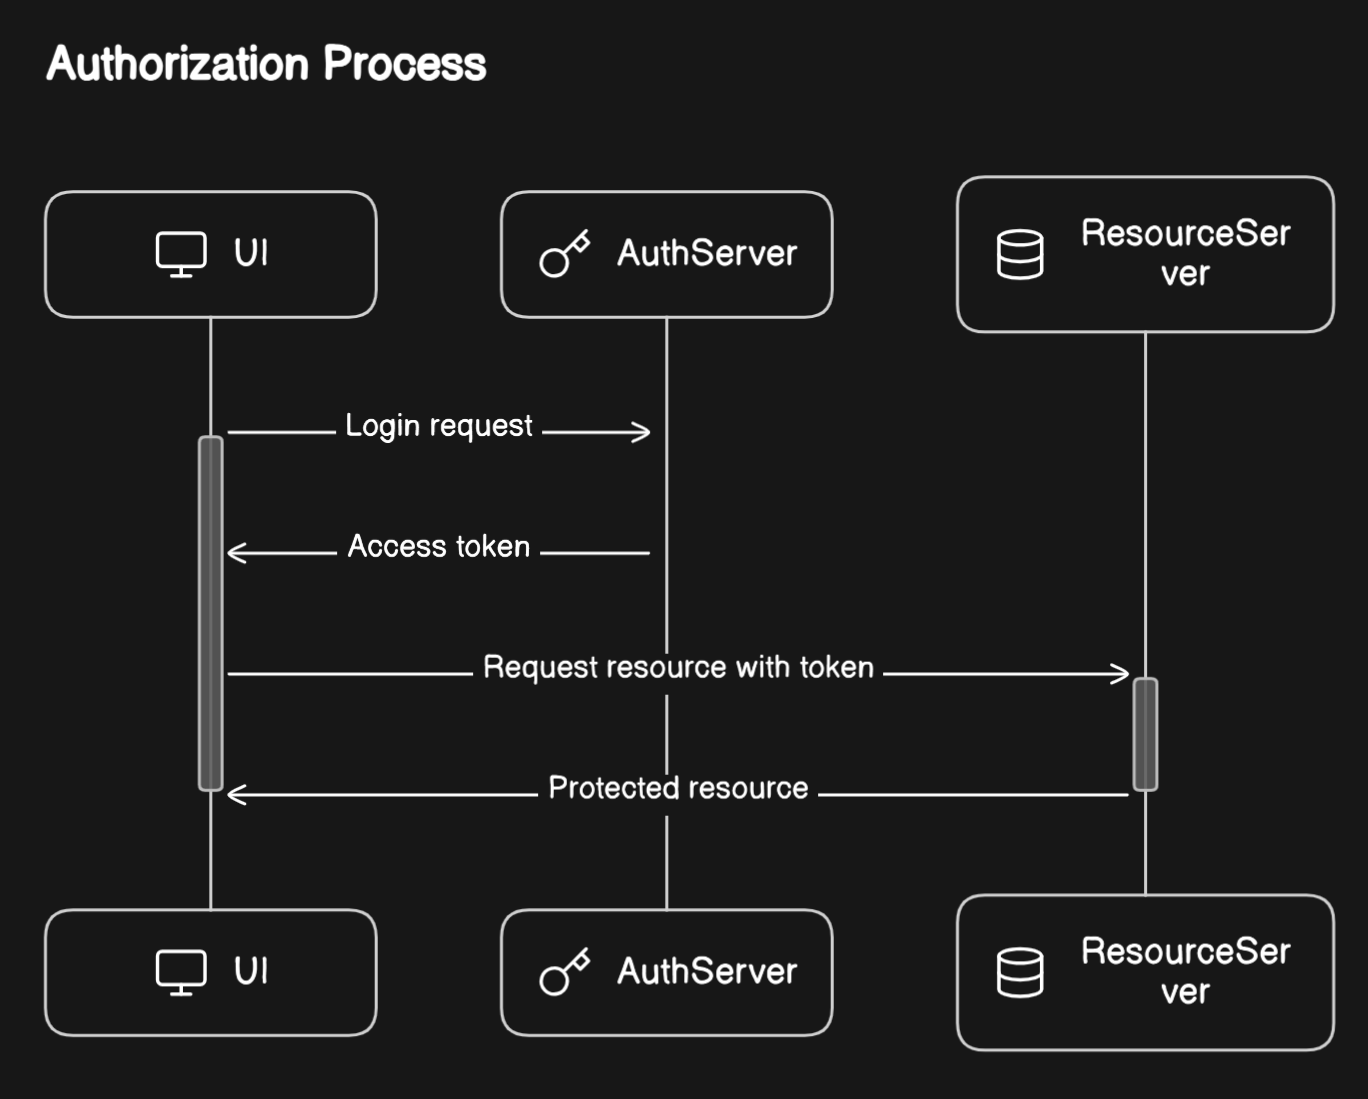 Authorization Process
UI
AuthServer
ResourceSer
ver
Login request
Access token
Request resource with token
Protected resource
UI
AuthServer
ResourceSer
ver